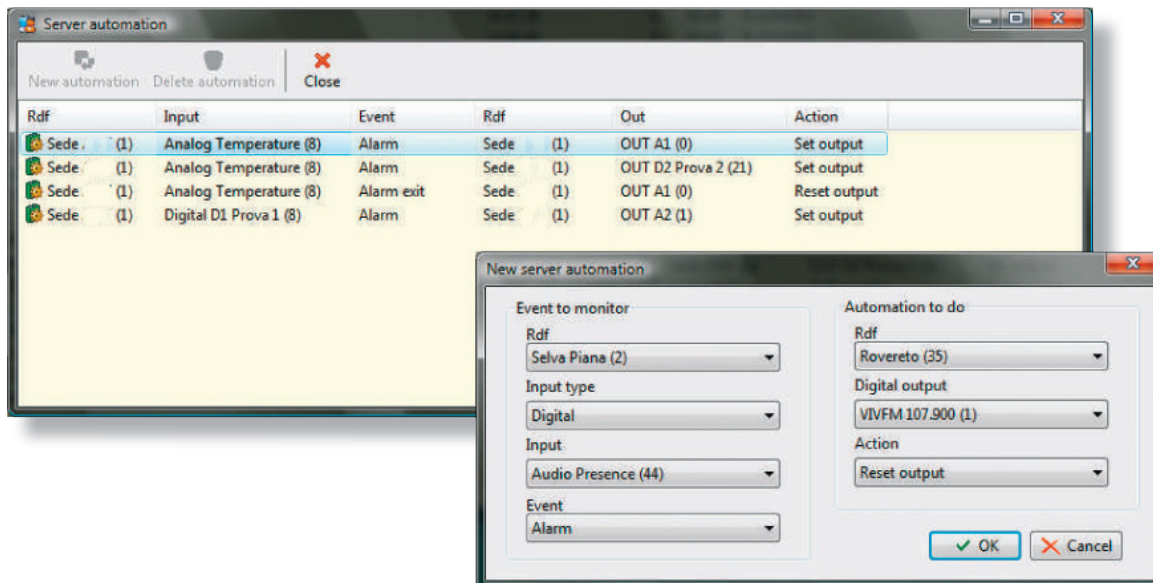 Server automation
New automation Delete automation Close
Rdf Input Event Rdf Out Action
Sede (1) Analog Temperature (8) Alarm Sede (1) OUT A1 (0) Set output
Sede (1) Analog Temperature (8) Alarm Sede (1) OUT D2 Prova 2 (21) Set output
Sede (1) Analog Temperature (8) Alarm exit Sede (1) OUT A1 (0) Reset output
Sede (1) Digital D1 Prova 1 (8) Alarm Sede (1) OUT A2 (1) Set output
New server automation
Event to monitor
Rdf
Selva Piana (2)
Input type
Digital
Input
Audio Presence (44)
Event
Alarm
Automation to do
Rdf
Rovereto (35)
Digital output
VIVFM 107.900 (1)
Action
Reset output
OK Cancel